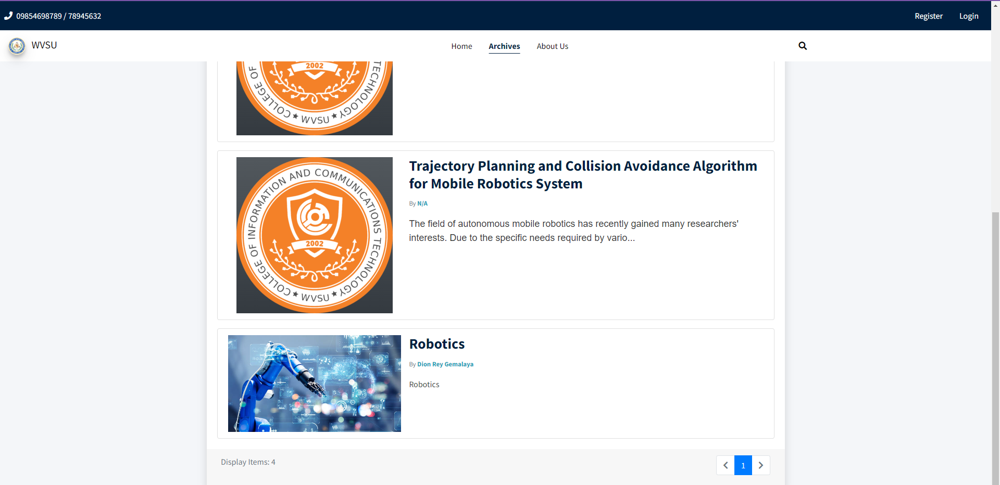 09854698789 / 78945632
Register
Login
WVSU
Home
Archives
About Us
2002
COLLEGE OF
TECHNOLOGY
WVSU
COLLEGE OF INFORMATION AND COMMUNICATIONS TECHNOLOGY
2002
WVSU
Trajectory Planning and Collision Avoidance Algorithm
for Mobile Robotics System
By N/A
The field of autonomous mobile robotics has recently gained many researchers'
interests. Due to the specific needs required by vario...
Robotics
By Dion Rey Gemalaya
Robotics
Display Items: 4
1